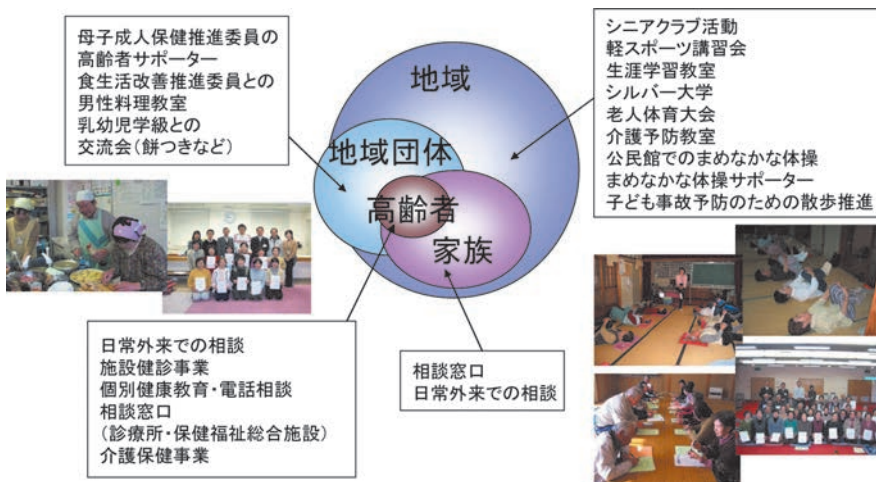 母子成人保健推進委員の
高齢者サポーター
食生活改善推進委員との
男性料理教室
乳幼児学級との
交流会(餅つきなど)
シニアクラブ活動
軽スポーツ講習会
生涯学習教室
シルバー大学
老人体育大会
介護予防教室
公民館でのまめなかな体操
まめなかな体操サポーター
子ども事故予防のための散歩推進
地域
地域団体
高齢者
家族
日常外来での相談
施設健診事業
個別健康教育・電話相談
相談窓口
(診療所・保健福祉総合施設)
介護保健事業
相談窓口
日常外来での相談